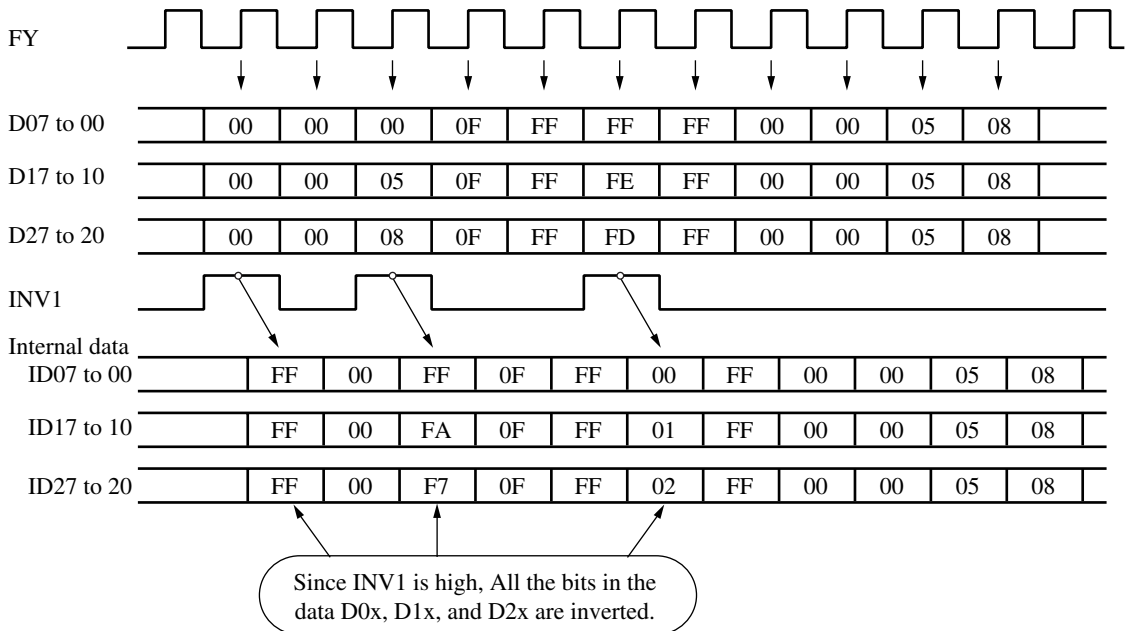 FY
D07 to 00 00 00 00 0F FF FF FF 00 00 05 08
D17 to 10 00 00 05 0F FF FE FF 00 00 05 08
D27 to 20 00 00 08 0F FF FD FF 00 00 05 08
INV1
Internal data
ID07 to 00 FF 00 FF 0F FF 00 FF 00 00 05 08
ID17 to 10 FF 00 FA 0F FF 01 FF 00 00 05 08
ID27 to 20 FF 00 F7 0F FF 02 FF 00 00 05 08
Since INV1 is high, All the bits in the
data D0x, D1x, and D2x are inverted.